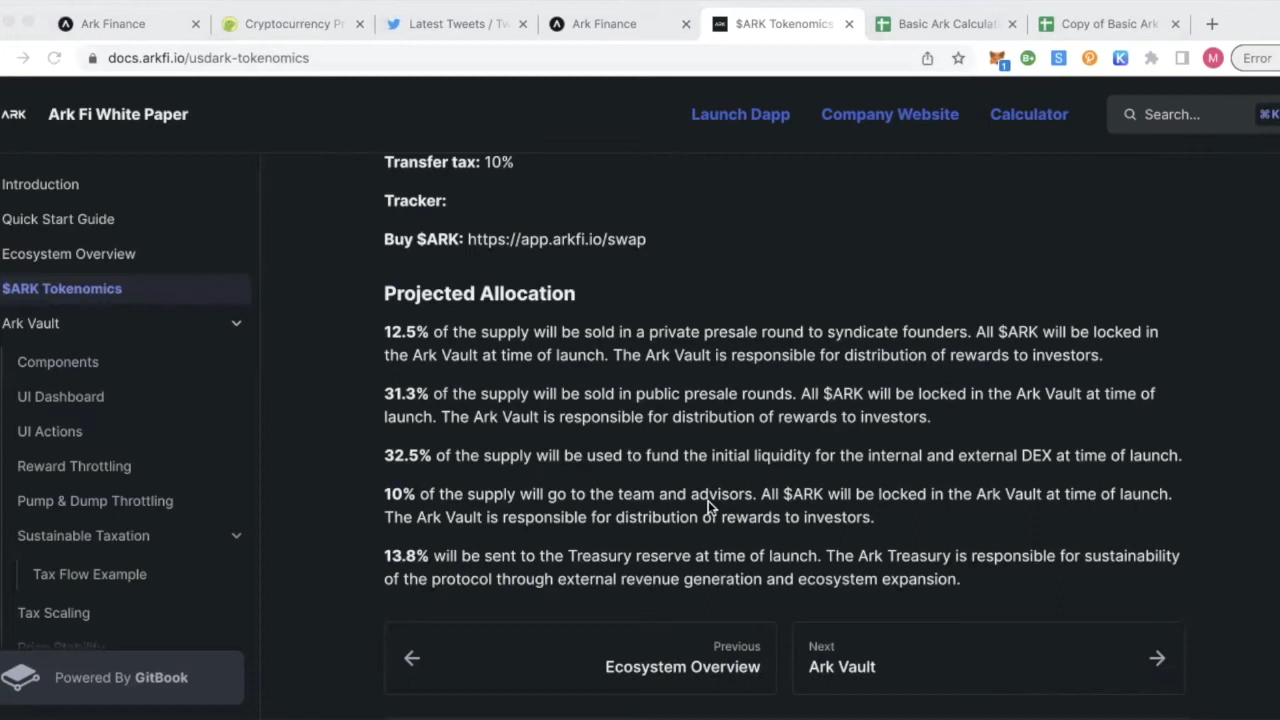 Ark Finance
Cryptocurrency Pr
Latest Tweets / Tw
Ark Finance
$ARK Tokenomics
Basic Ark Calculat
Copy of Basic Ark
docs.arkfi.io/usdark-tokenomics
1
B+
S
P
K
M
Error
ARK
Ark Fi White Paper
Launch Dapp
Company Website
Calculator
Search...
⌘K
Introduction
Quick Start Guide
Ecosystem Overview
$ARK Tokenomics
Ark Vault
Components
UI Dashboard
UI Actions
Reward Throttling
Pump & Dump Throttling
Sustainable Taxation
Tax Flow Example
Tax Scaling
Price Stability
Powered By GitBook
Transfer tax: 10%
Tracker:
Buy $ARK: https://app.arkfi.io/swap
Projected Allocation
12.5% of the supply will be sold in a private presale round to syndicate founders. All $ARK will be locked in
the Ark Vault at time of launch. The Ark Vault is responsible for distribution of rewards to investors.
31.3% of the supply will be sold in public presale rounds. All $ARK will be locked in the Ark Vault at time of
launch. The Ark Vault is responsible for distribution of rewards to investors.
32.5% of the supply will be used to fund the initial liquidity for the internal and external DEX at time of launch.
10% of the supply will go to the team and advisors. All $ARK will be locked in the Ark Vault at time of launch.
The Ark Vault is responsible for distribution of rewards to investors.
13.8% will be sent to the Treasury reserve at time of launch. The Ark Treasury is responsible for sustainability
of the protocol through external revenue generation and ecosystem expansion.
Previous
Ecosystem Overview
Next
Ark Vault